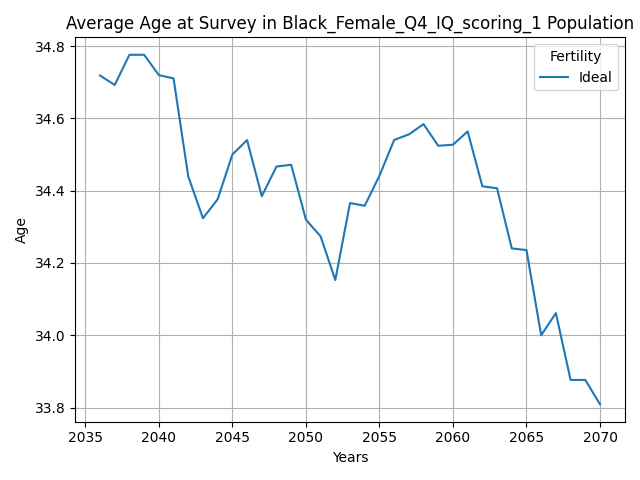 Average Age at Survey in Black_Female_Q4_IQ_scoring_1 Population
34.8
34.6
34.4
34.2
34.0
33.8
Age
Fertility
Ideal
2035 2040 2045 2050 2055 2060 2065 2070
Years